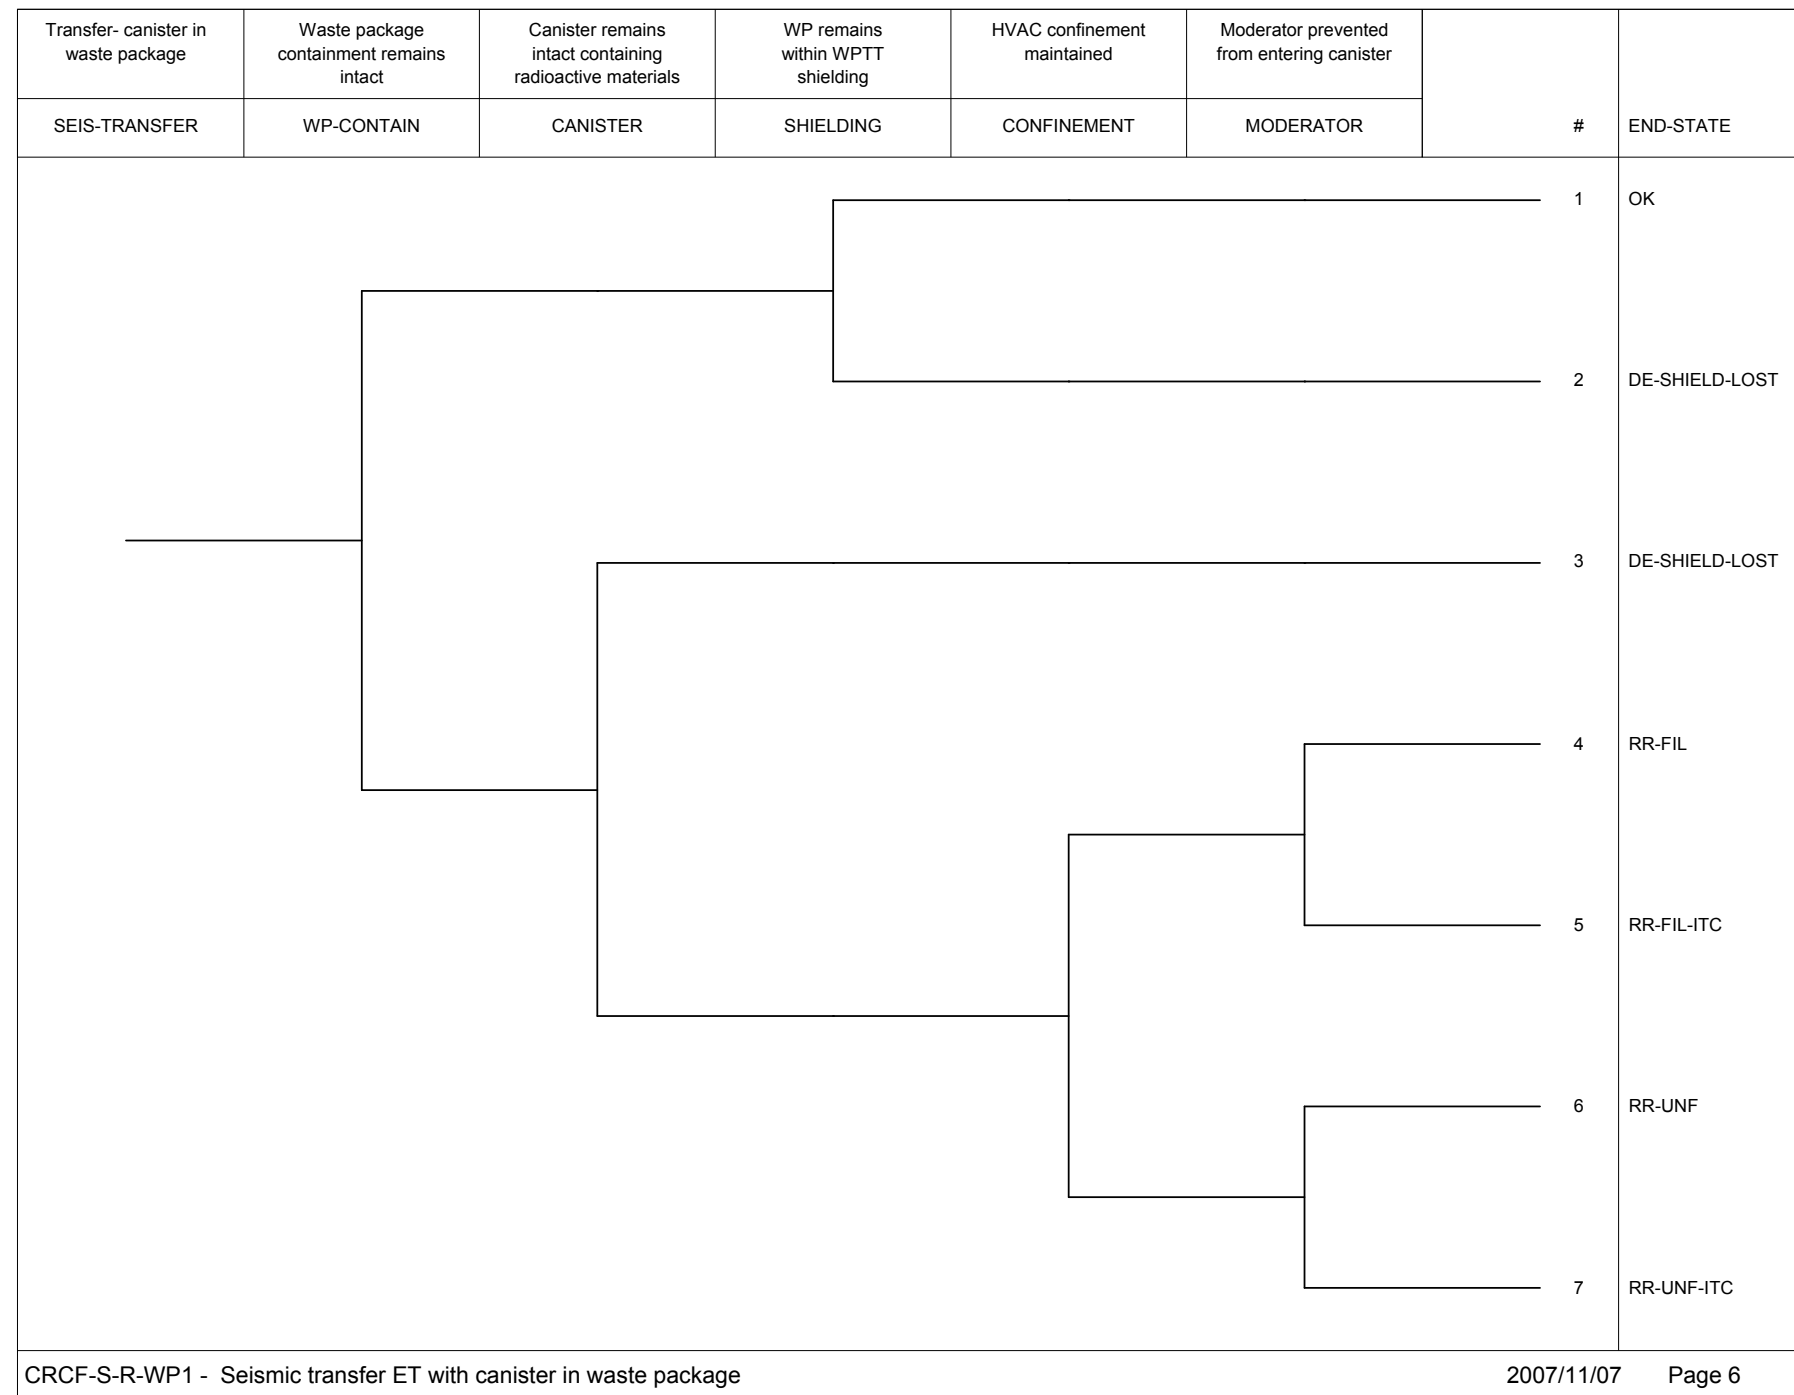 Transfer- canister in
waste package
Waste package
containment remains
intact
Canister remains
intact containing
radioactive materials
WP remains
within WPTT
shielding
HVAC confinement
maintained
Moderator prevented
from entering canister
SEIS-TRANSFER
WP-CONTAIN
CANISTER
SHIELDING
CONFINEMENT
MODERATOR
#
END-STATE
1 OK
2 DE-SHIELD-LOST
3 DE-SHIELD-LOST
4 RR-FIL
5 RR-FIL-ITC
6 RR-UNF
7 RR-UNF-ITC
CRCF-S-R-WP1 - Seismic transfer ET with canister in waste package 2007/11/07 Page 6